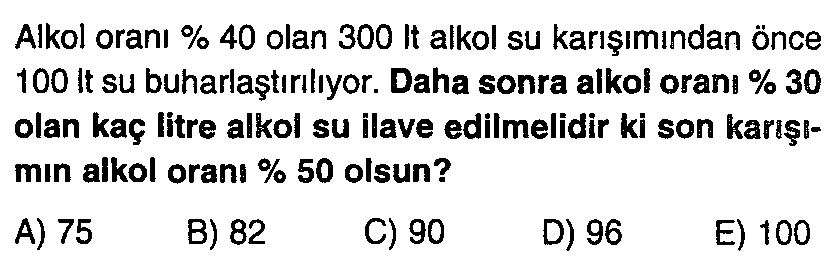 Alkol oranı % 40 olan 300 lt alkol su karışımından önce
100 lt su buharlaştırılıyor. Daha sonra alkol oranı % 30
olan kaç litre alkol su ilave edilmelidir ki son karışı-
mın alkol oranı % 50 olsun?
A) 75 B) 82 C) 90 D) 96 E) 100